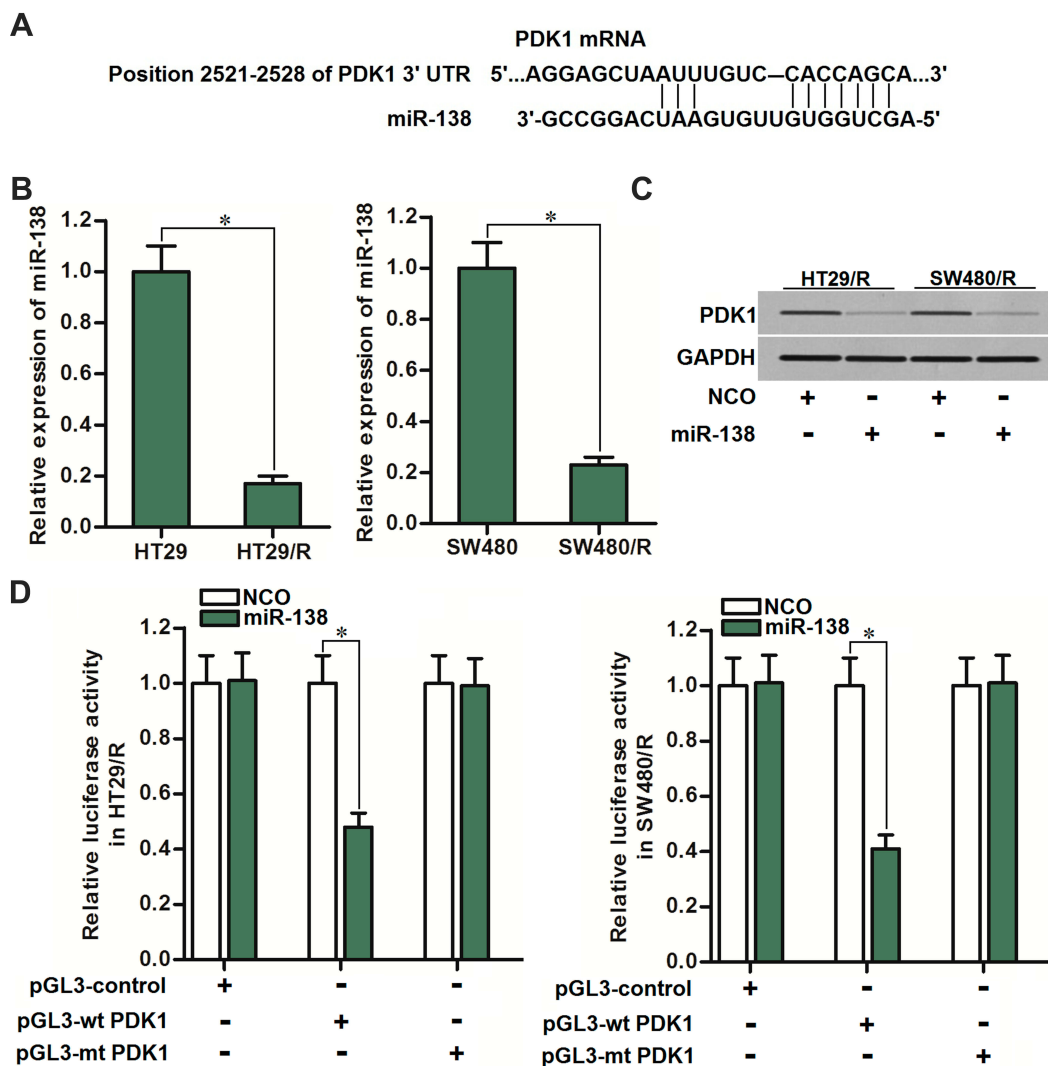 A
PDK1 mRNA
Position 2521-2528 of PDK1 3' UTR 5'...AGGAGCUAAUUUGUC–CACCAGCA...3'
miR-138 3'-GCCGGACUAAGUGUUGUGGUCGA-5'
B
Relative expression of miR-138
1.2
1.0
0.8
0.6
0.4
0.2
0.0
*
HT29 HT29/R
Relative expression of miR-138
1.2
1.0
0.8
0.6
0.4
0.2
0.0
*
SW480 SW480/R
C
HT29/R SW480/R
PDK1
GAPDH
NCO + - + -
miR-138 - + - +
D
NCO
miR-138
Relative luciferase activity
in HT29/R
1.2
1.0
0.8
0.6
0.4
0.2
0.0
*
pGL3-control + - -
pGL3-wt PDK1 - + -
pGL3-mt PDK1 - - +
NCO
miR-138
Relative luciferase activity
in SW480/R
1.2
1.0
0.8
0.6
0.4
0.2
0.0
*
pGL3-control + - -
pGL3-wt PDK1 - + -
pGL3-mt PDK1 - - +